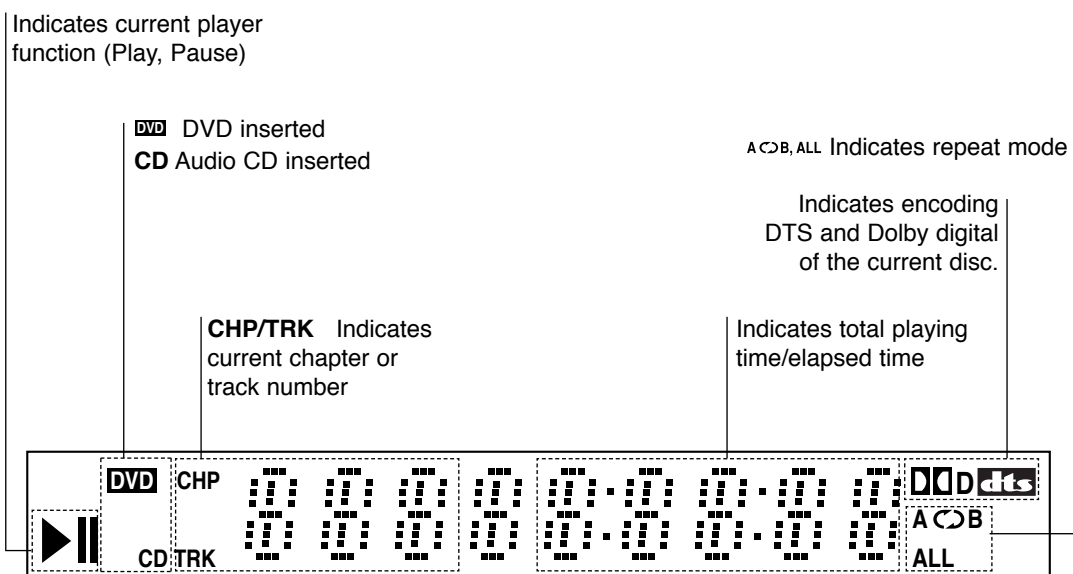 Indicates current player
function (Play, Pause)
DVD DVD inserted
CD Audio CD inserted
A B, ALL Indicates repeat mode
Indicates encoding
DTS and Dolby digital
of the current disc.
CHP/TRK Indicates
current chapter or
track number
Indicates total playing
time/elapsed time
DVD CHP D dts
A B
CD TRK ALL